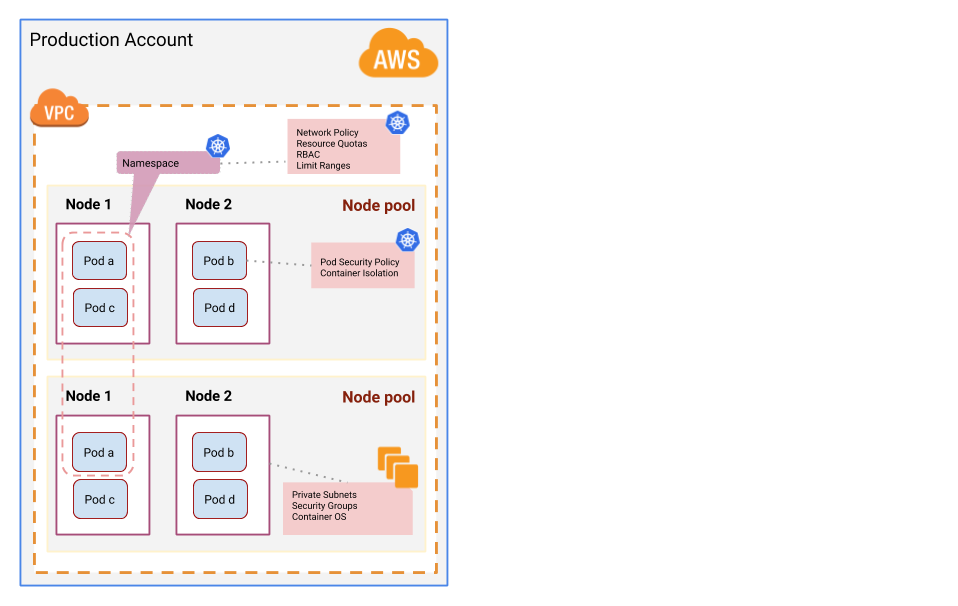 Production Account
AWS
VPC
Network Policy
Resource Quotas
RBAC
Limit Ranges
Namespace
Node 1
Node 2
Node pool
Pod a
Pod b
Pod Security Policy
Container Isolation
Pod c
Pod d
Node 1
Node 2
Node pool
Pod a
Pod b
Pod c
Pod d
Private Subnets
Security Groups
Container OS